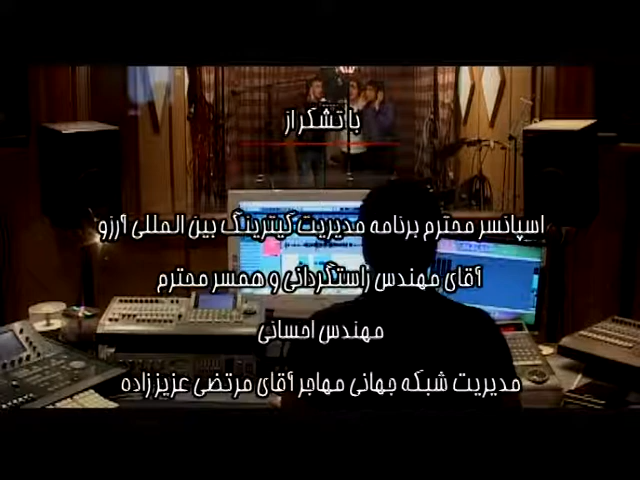 با تشکر از
اسپانسر محترم برنامه مدیریت کیترینگ بین المللی آرزو
آقای مهندس راستگردانی و همسر محترم
مهندس احسانی
مدیریت شبکه جهانی مهاجر آقای مرتضی عزیززاده